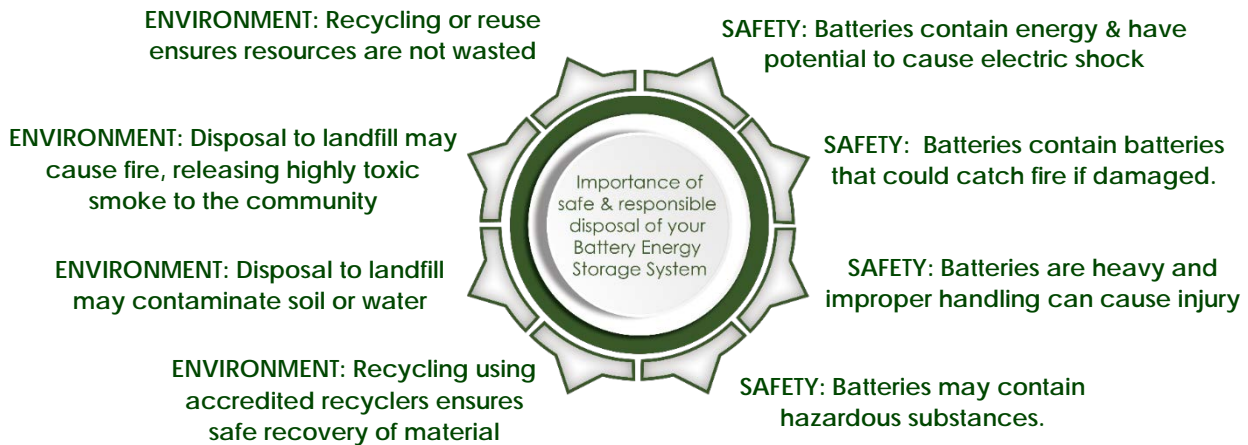 ENVIRONMENT: Recycling or reuse
ensures resources are not wasted
ENVIRONMENT: Disposal to landfill may
cause fire, releasing highly toxic
smoke to the community
ENVIRONMENT: Disposal to landfill
may contaminate soil or water
ENVIRONMENT: Recycling using
accredited recyclers ensures
safe recovery of material
Importance of
safe & responsible
disposal of your
Battery Energy
Storage System
SAFETY: Batteries contain energy & have
potential to cause electric shock
SAFETY: Batteries contain batteries
that could catch fire if damaged.
SAFETY: Batteries are heavy and
improper handling can cause injury
SAFETY: Batteries may contain
hazardous substances.